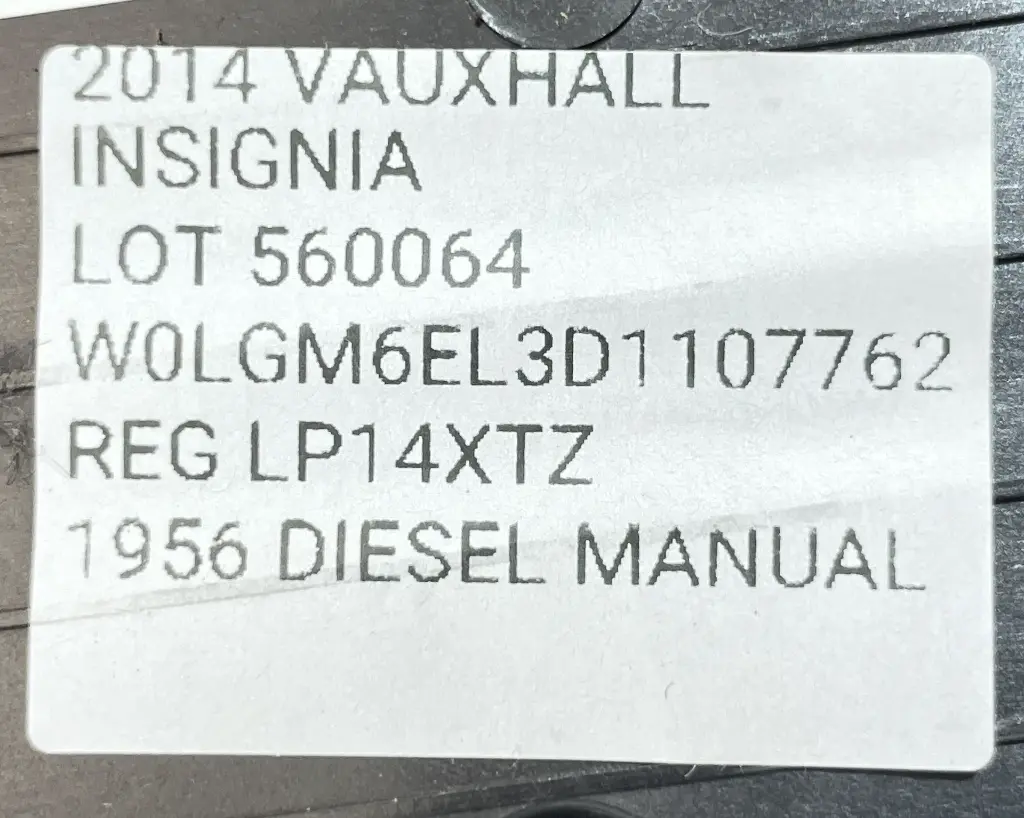 2014 VAUXHALL
INSIGNIA
LOT 560064
W0LGM6EL3D1107762
REG LP14XTZ
1956 DIESEL MANUAL